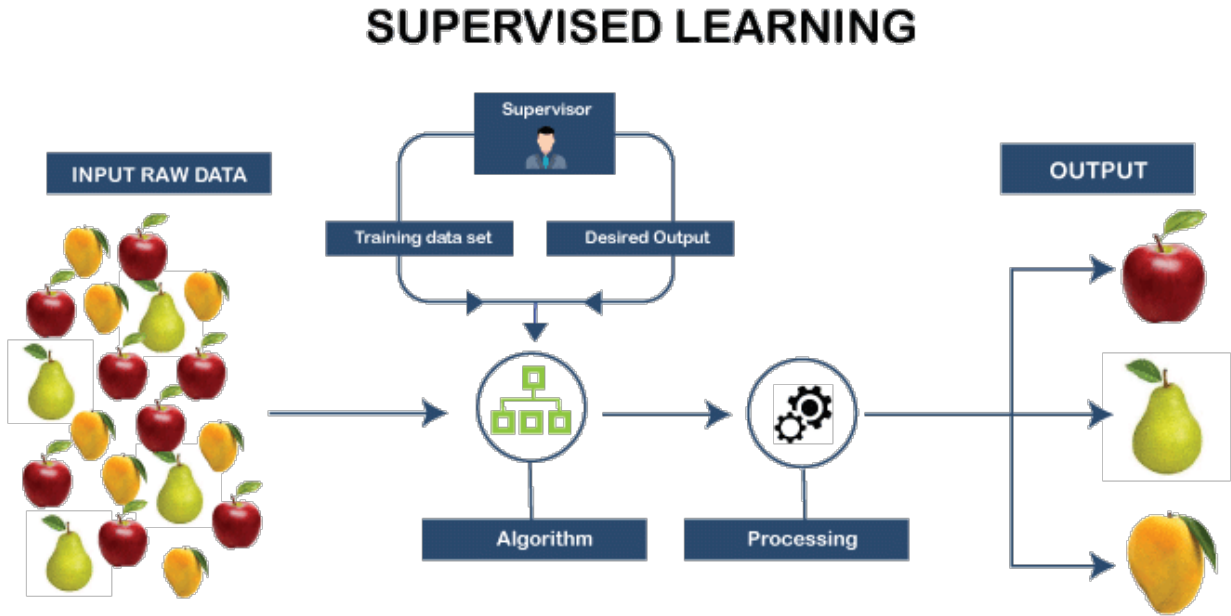 SUPERVISED LEARNING
Supervisor
INPUT RAW DATA
OUTPUT
Training data set
Desired Output
Algorithm
Processing